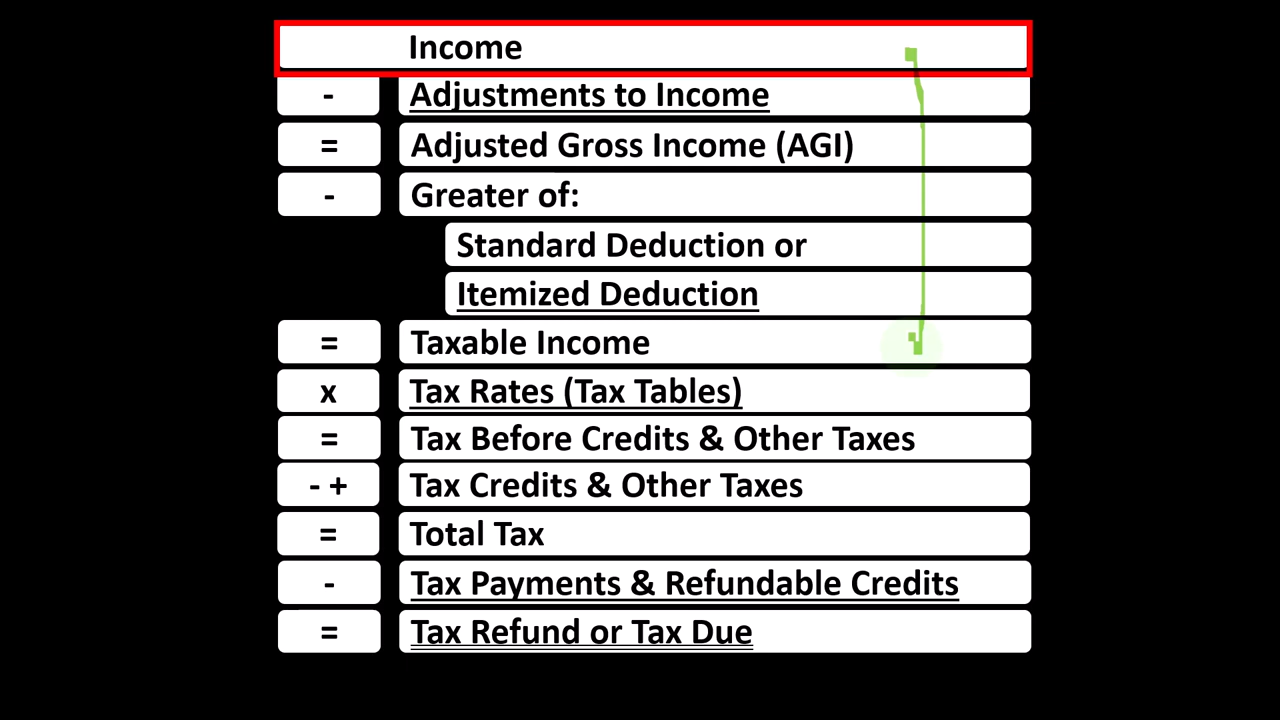 Income
- Adjustments to Income
= Adjusted Gross Income (AGI)
- Greater of:
Standard Deduction or
Itemized Deduction
= Taxable Income
x Tax Rates (Tax Tables)
= Tax Before Credits & Other Taxes
- + Tax Credits & Other Taxes
= Total Tax
- Tax Payments & Refundable Credits
= Tax Refund or Tax Due